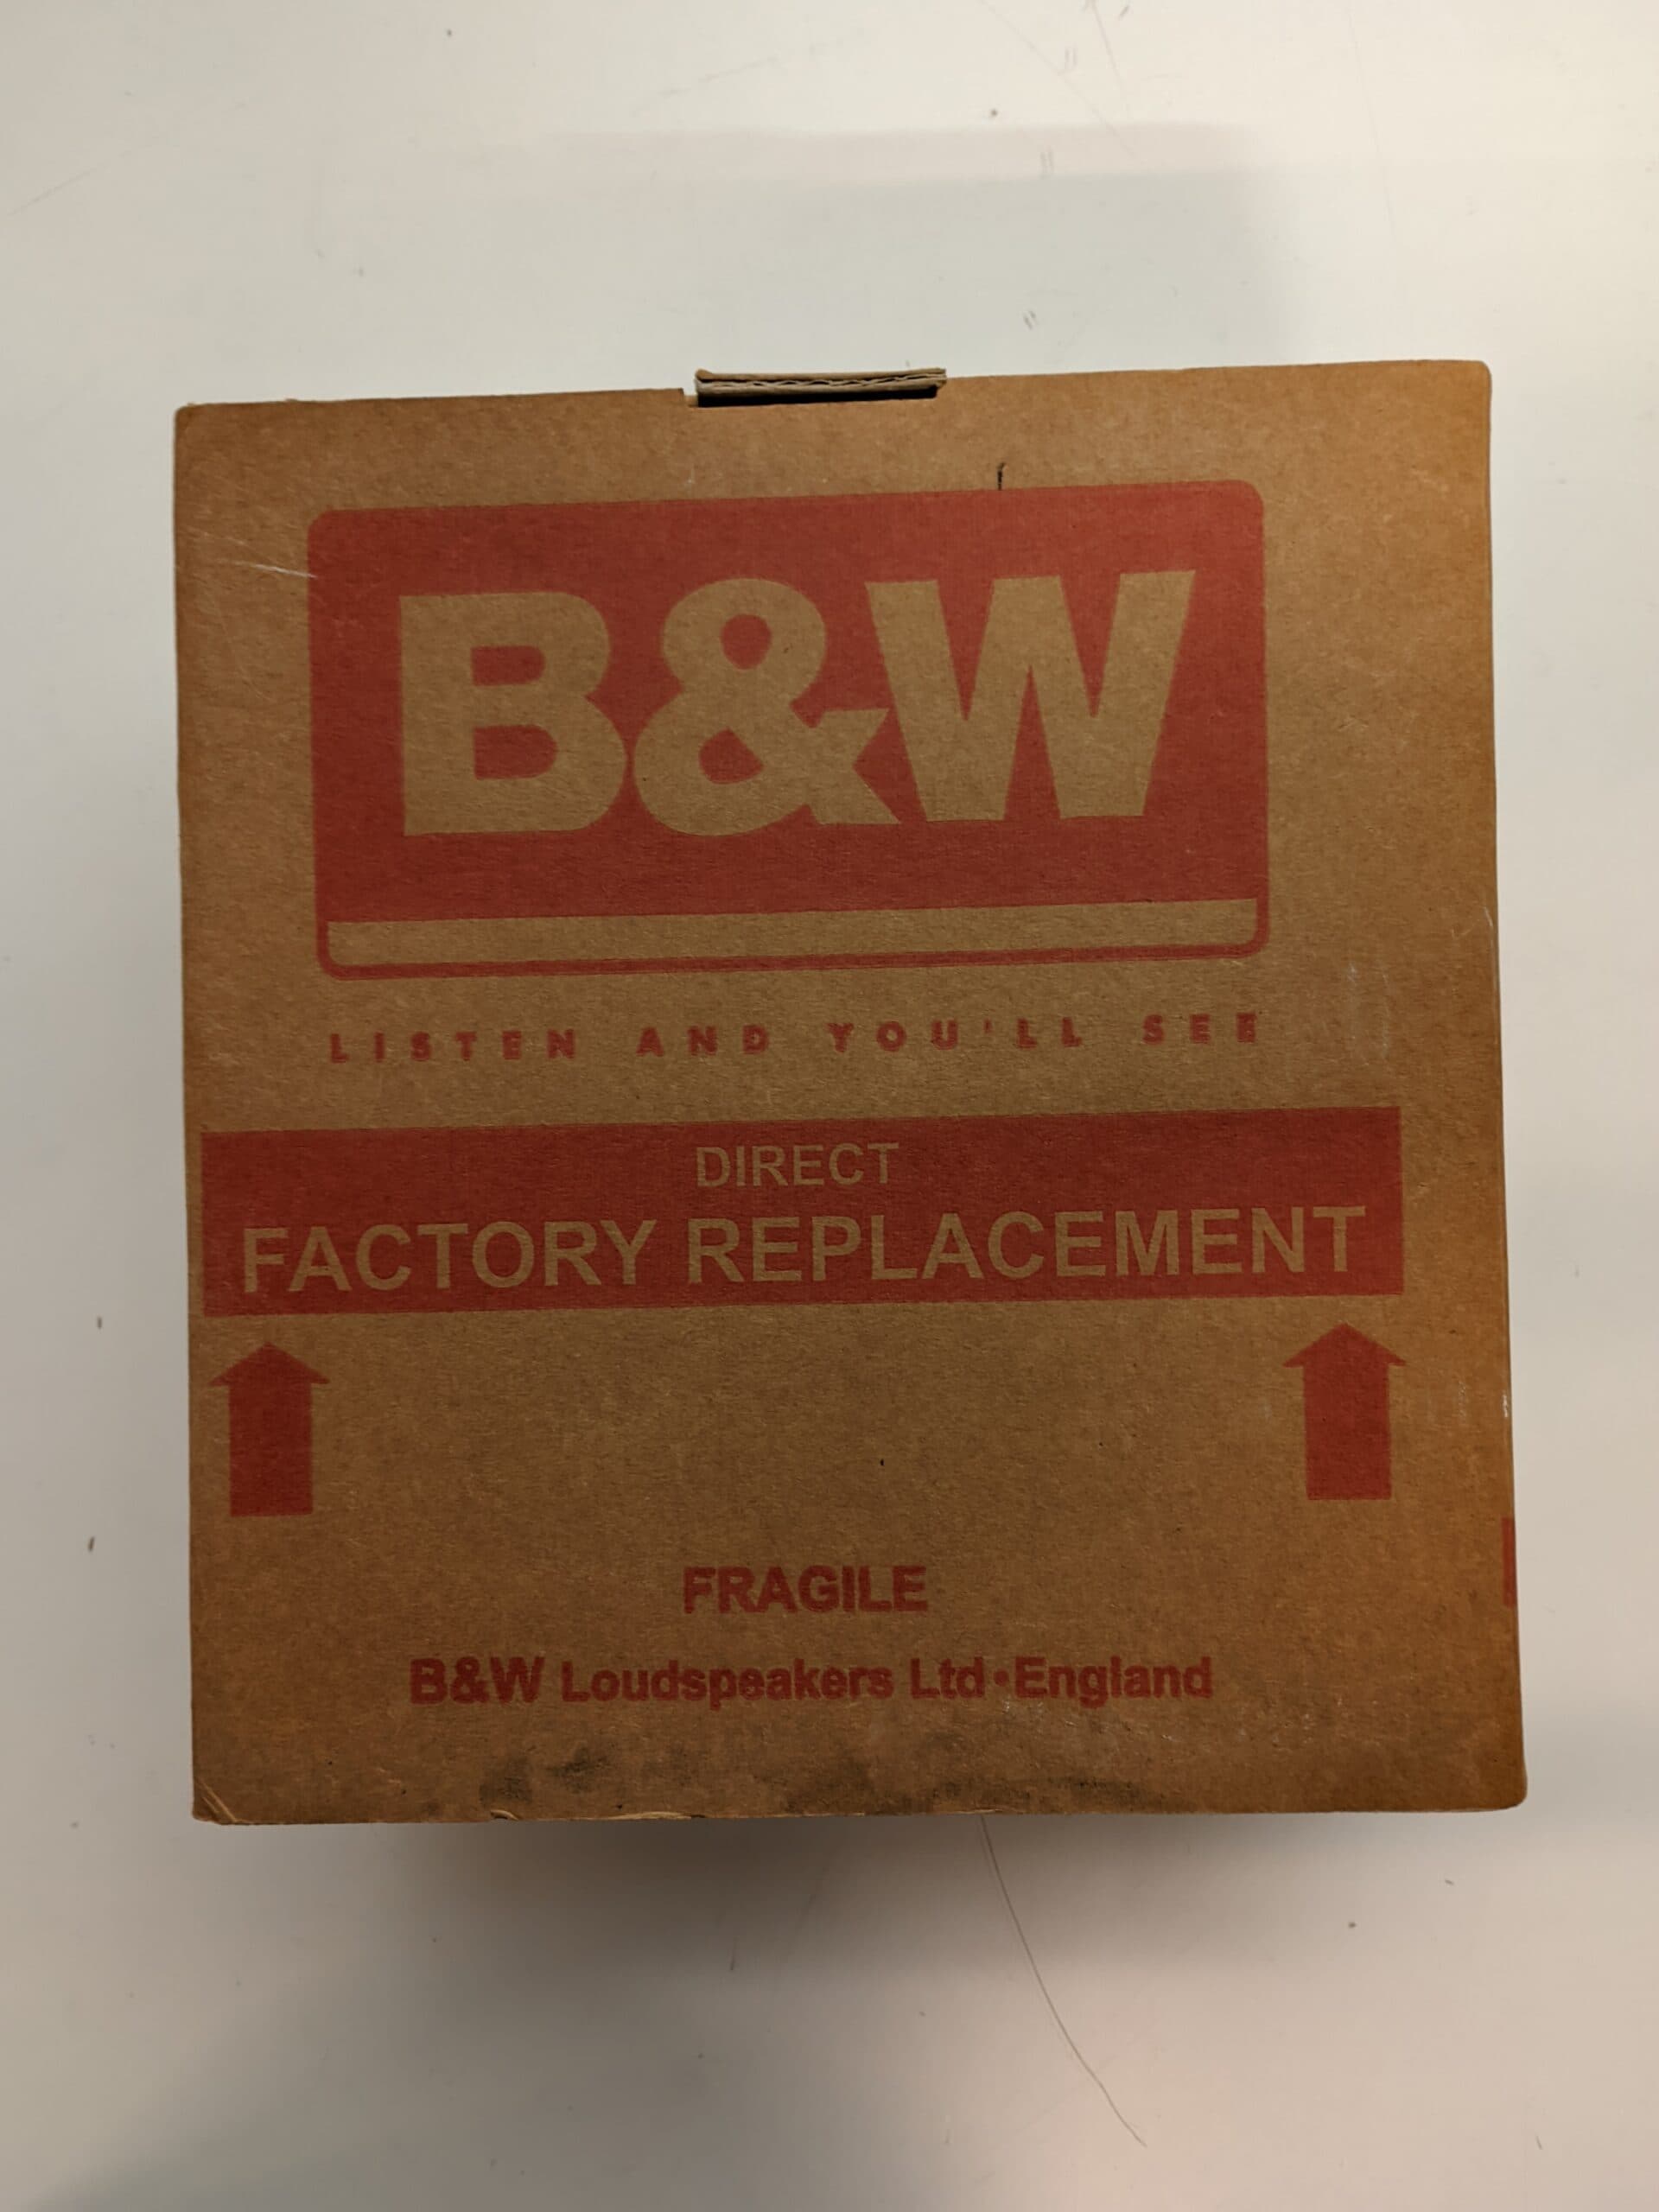 B&W
LISTEN AND YOU'LL SEE
DIRECT
FACTORY REPLACEMENT
FRAGILE
B&W Loudspeakers Ltd•England